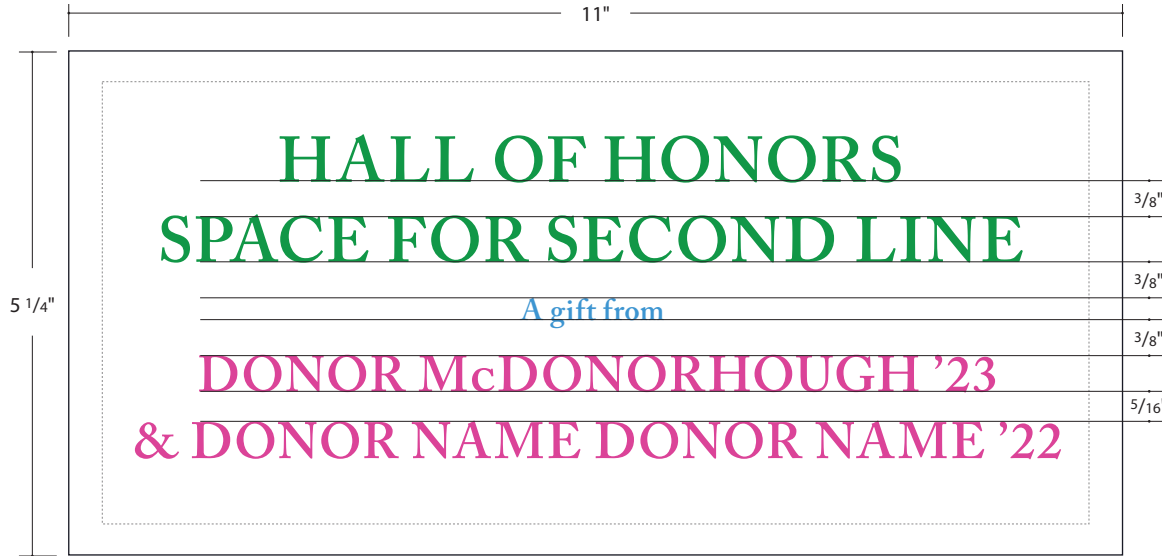 11"
HALL OF HONORS
3/8"
SPACE FOR SECOND LINE
3/8"
5 1/4"
A gift from
3/8"
DONOR McDONORHOUGH ’23
5/16"
& DONOR NAME DONOR NAME ’22